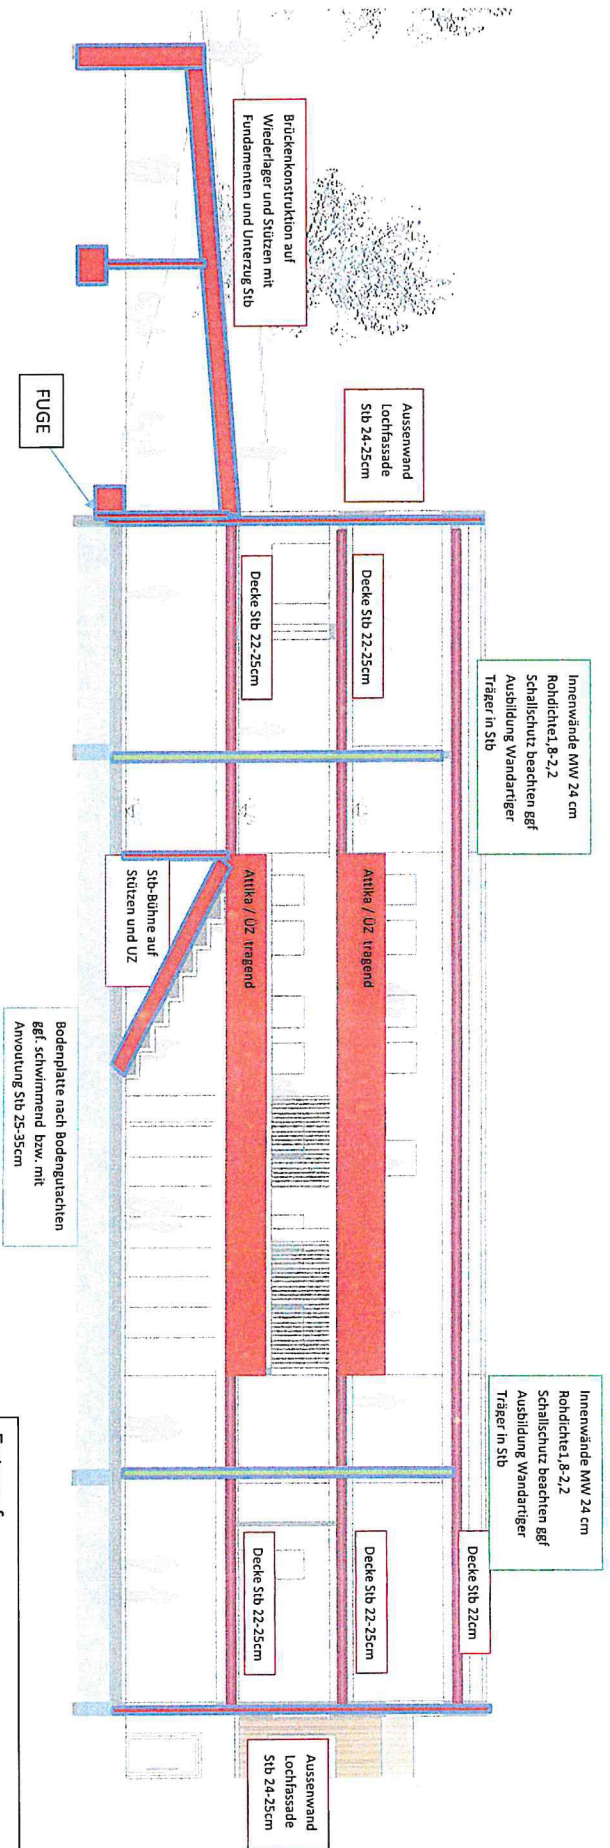 Brückenkonstruktion auf
Wiederlager und Stützen mit
Fundamenten und Unterzug Stb
FUGE
Aussenwand
Lochfassade
Stb 24-25cm
Decke Stb 22-25cm
Decke Stb 22-25cm
Innenwände MW 24 cm
Rohdichte1,8-2,2
Schallschutz beachten ggf
Ausbildung Wandartiger
Träger in Stb
Attika / ÜZ tragend
Attika / ÜZ tragend
Stb-Bühne auf
Stützen und UZ
Bodenplatte nach Bodengutachten
ggf. schwimmend bzw. mit
Anvoutung Stb 25-35cm
Innenwände MW 24 cm
Rohdichte1,8-2,2
Schallschutz beachten ggf
Ausbildung Wandartiger
Träger in Stb
Decke Stb 22cm
Decke Stb 22-25cm
Decke Stb 22-25cm
Aussenwand
Lochfassade
Stb 24-25cm